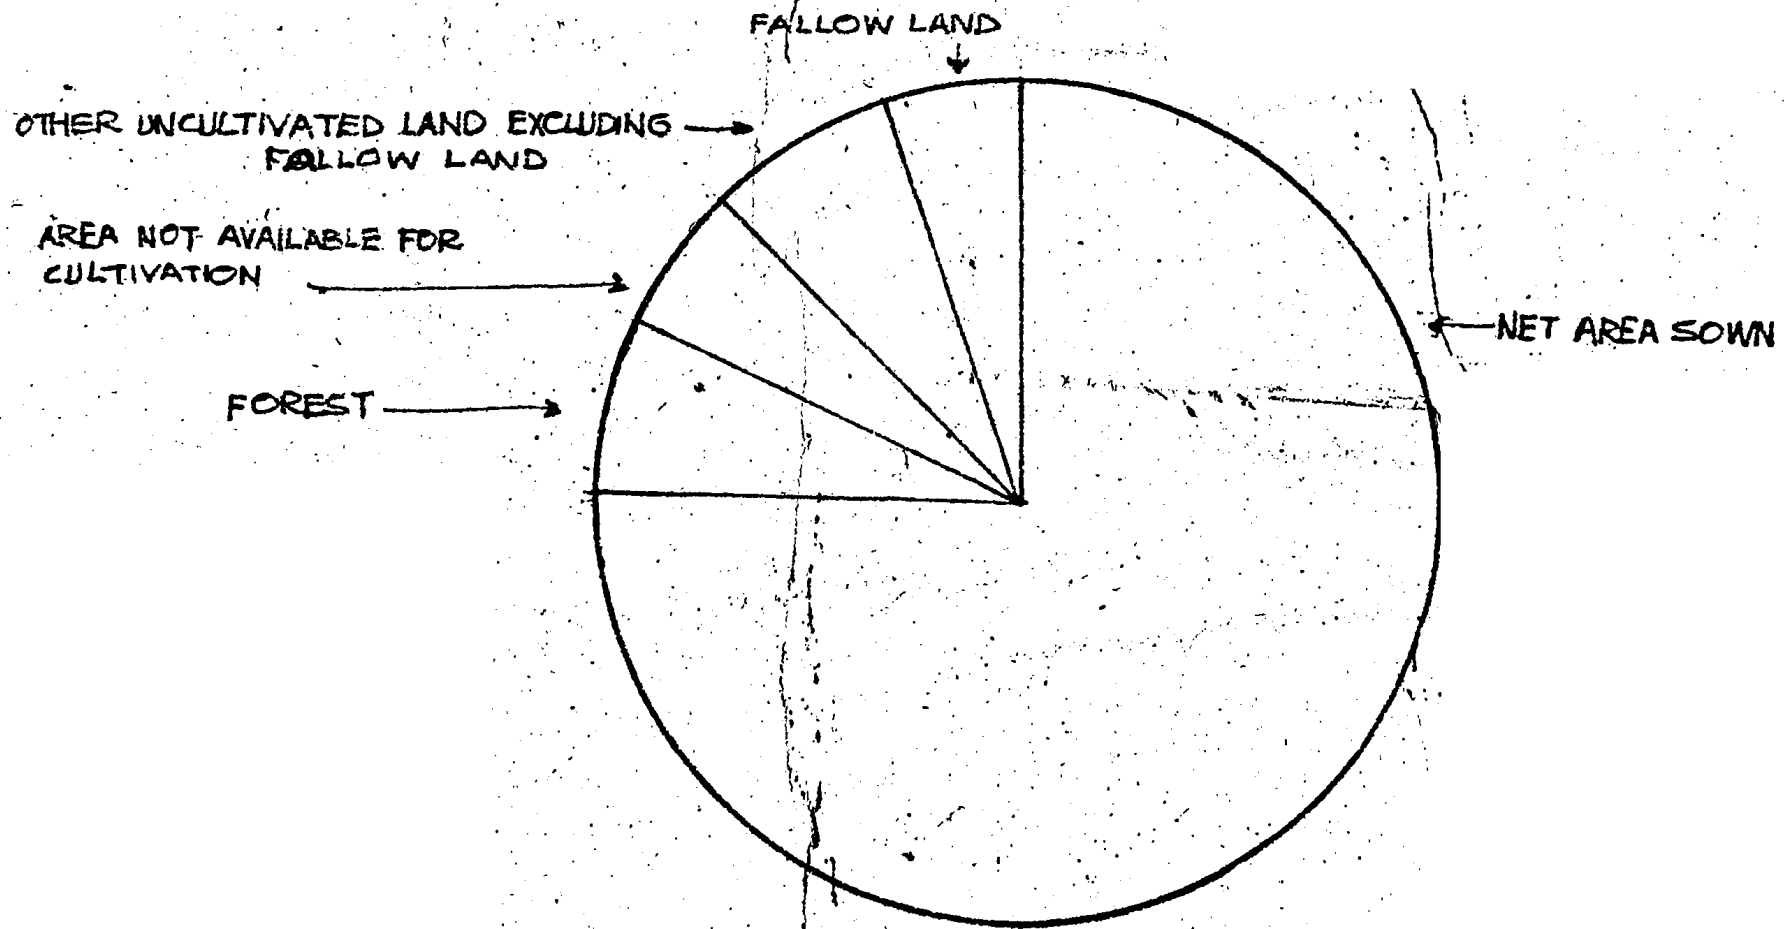 FALLOW LAND
OTHER UNCULTIVATED LAND EXCLUDING
FALLOW LAND
AREA NOT AVAILABLE FOR
CULTIVATION
FOREST
NET AREA SOWN